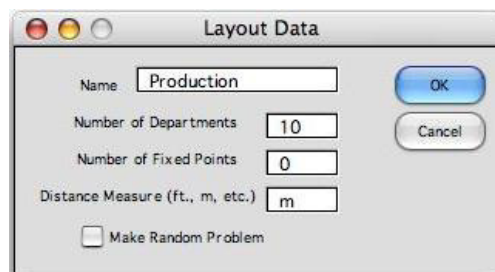 Layout Data
Name Production
OK
Number of Departments 10
Cancel
Number of Fixed Points 0
Distance Measure (ft., m, etc.) m
Make Random Problem